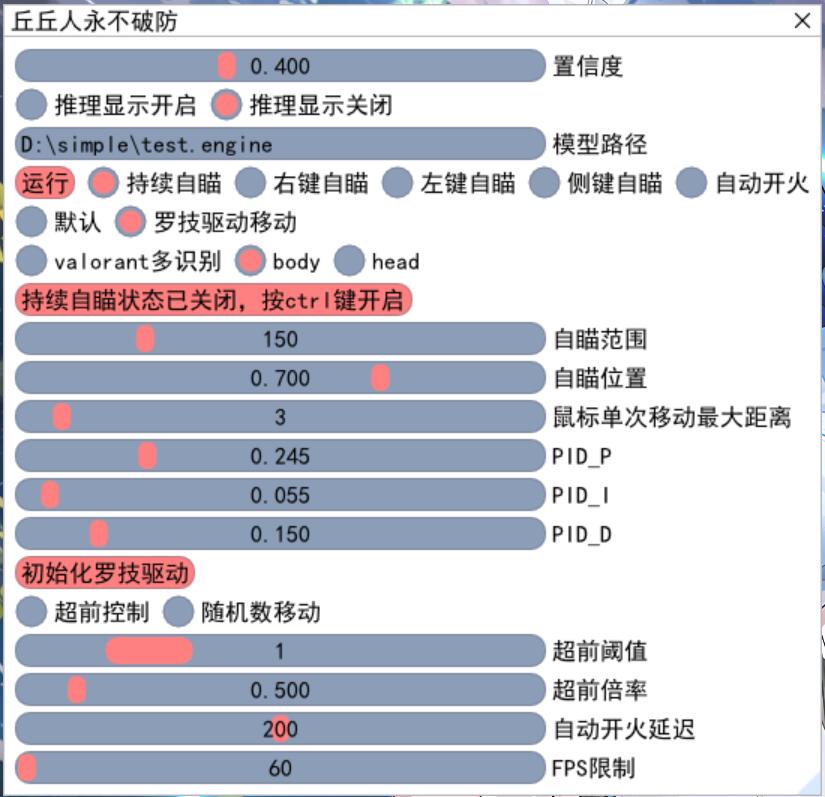 丘丘人永不破防
0.400 置信度
推理显示开启 推理显示关闭
D:\simple\test.engine 模型路径
运行 持续自瞄 右键自瞄 左键自瞄 侧键自瞄 自动开火
默认 罗技驱动移动
valorant多识别 body head
持续自瞄状态已关闭，按ctrl键开启
150 自瞄范围
0.700 自瞄位置
3 鼠标单次移动最大距离
0.245 PID_P
0.055 PID_I
0.150 PID_D
初始化罗技驱动
超前控制 随机数移动
1 超前阈值
0.500 超前倍率
200 自动开火延迟
60 FPS限制